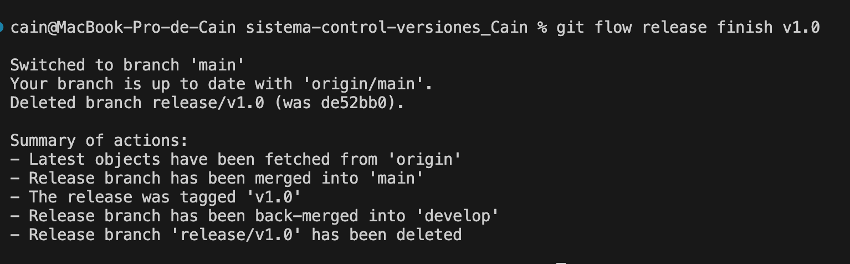 cain@MacBook-Pro-de-Cain sistema-control-versiones_Cain % git flow release finish v1.0
Switched to branch 'main'
Your branch is up to date with 'origin/main'.
Deleted branch release/v1.0 (was de52bb0).
Summary of actions:
- Latest objects have been fetched from 'origin'
- Release branch has been merged into 'main'
- The release was tagged 'v1.0'
- Release branch has been back-merged into 'develop'
- Release branch 'release/v1.0' has been deleted